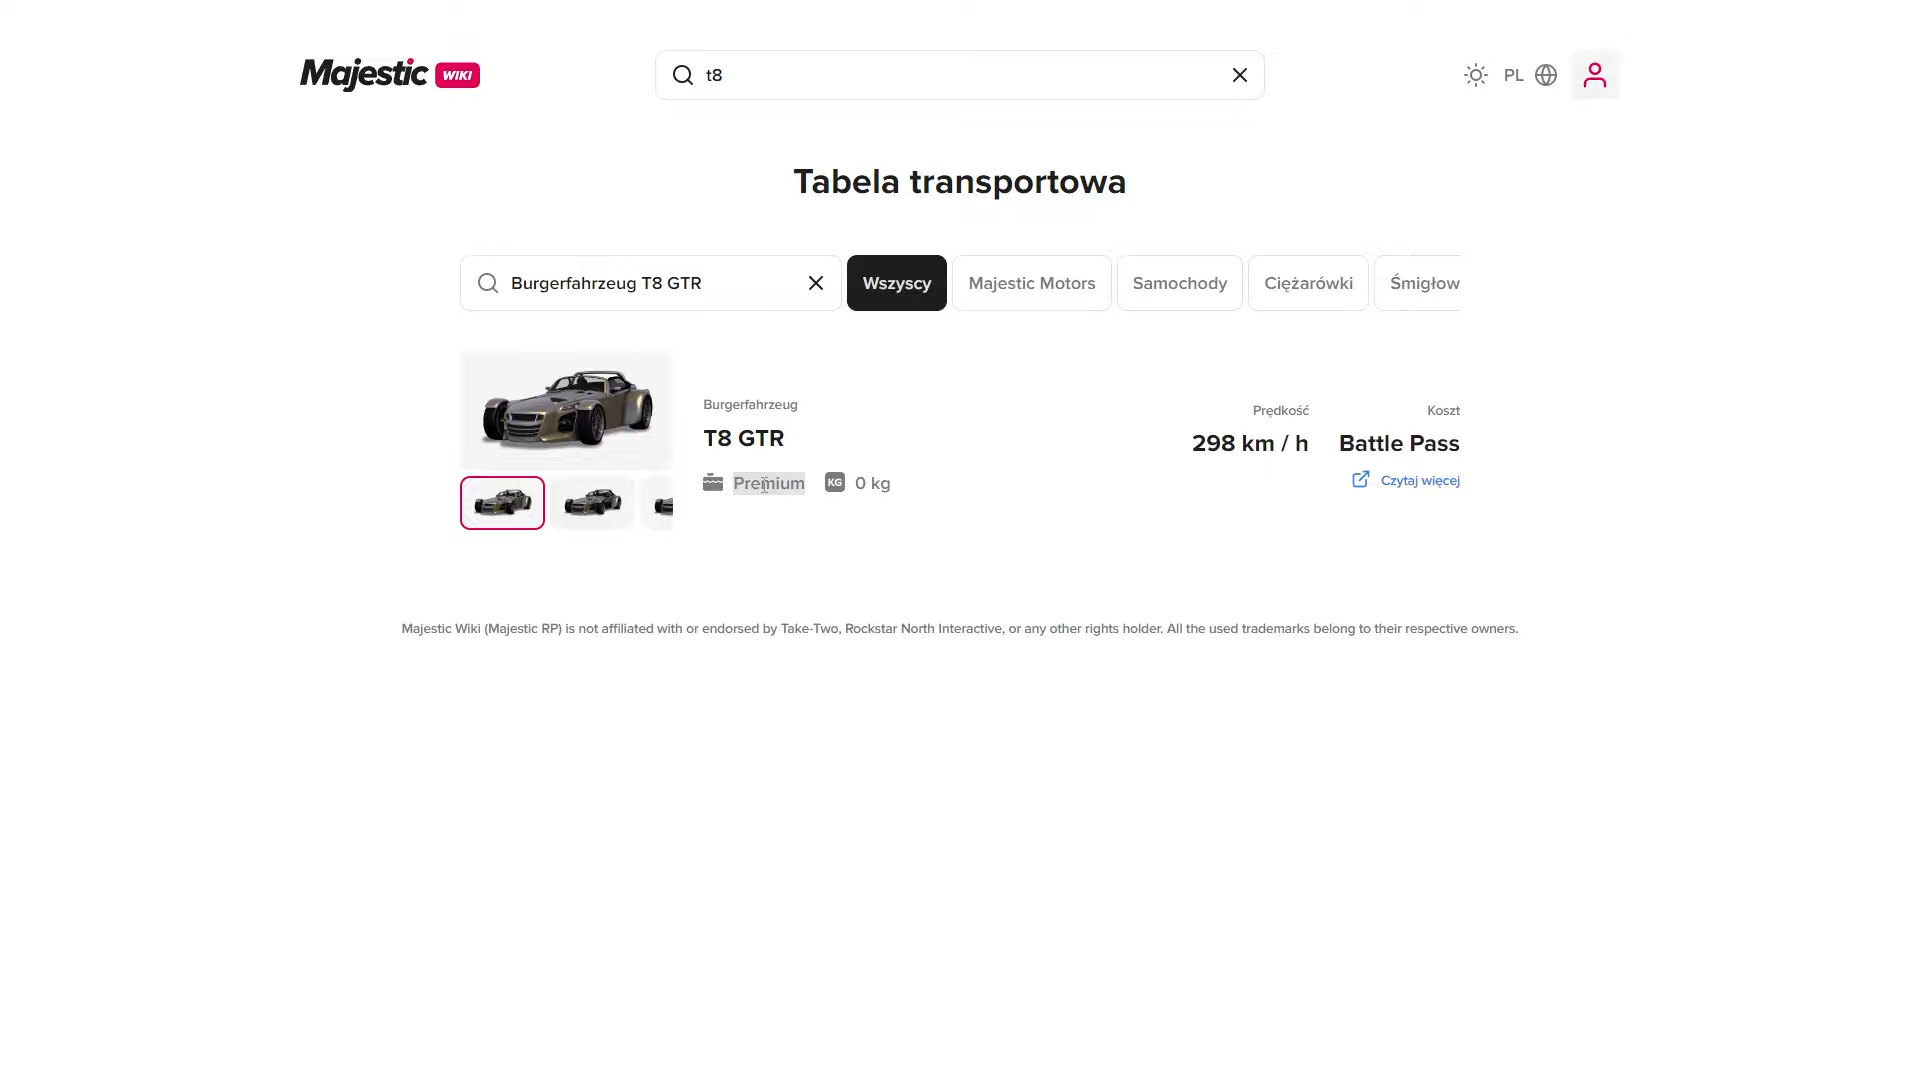 Majestic WIKI
t8
PL
Tabela transportowa
Burgerfahrzeug T8 GTR
Wszyscy
Majestic Motors
Samochody
Ciężarówki
Śmigłow
Burgerfahrzeug
T8 GTR
Premium
KG 0 kg
Prędkość
298 km / h
Koszt
Battle Pass
Czytaj więcej
Majestic Wiki (Majestic RP) is not affiliated with or endorsed by Take-Two, Rockstar North Interactive, or any other rights holder. All the used trademarks belong to their respective owners.